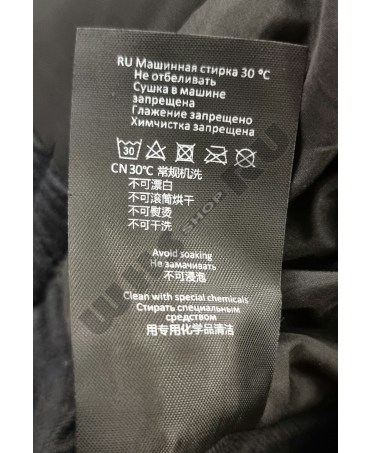 RU Машинная стирка 30 °C
Не отбеливать
Сушка в машине
запрещена
Глажение запрещено
Химчистка запрещена
30
CN 30℃ 常规机洗
不可漂白
不可滚筒烘干
不可熨烫
不可干洗
Avoid soaking
Не замачивать
不可浸泡
Clean with special chemicals
Стирать специальным
средством
用专用化学品清洁